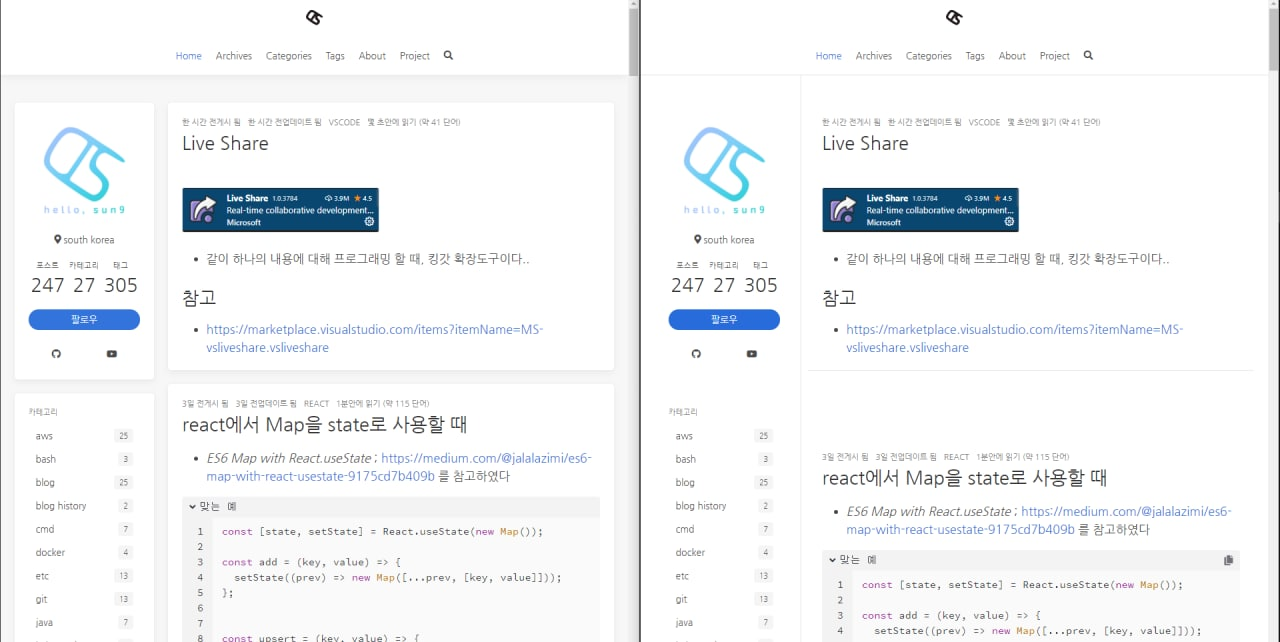 Home Archives Categories Tags About Project
hello, sun9
south korea
포스트 카테고리 태그
247 27 305
팔로우
카테고리
aws 25
bash 3
blog 25
blog history 2
cmd 7
docker 4
etc 13
git 13
java 7
한 시간 전게시 됨 한 시간 전업데이트 됨 VSCODE 몇 초안에 읽기 (약 41 단어)
Live Share
Live Share 1.0.3784 3.9M 4.5
Real-time collaborative development...
Microsoft
같이 하나의 내용에 대해 프로그래밍 할 때, 킹갓 확장도구이다..
참고
https://marketplace.visualstudio.com/items?itemName=MS-
vsliveshare.vsliveshare
3일 전게시 됨 3일 전업데이트 됨 REACT 1분안에 읽기 (약 115 단어)
react에서 Map을 state로 사용할 때
ES6 Map with React.useState ; https://medium.com/@jalalazimi/es6-
map-with-react-usestate-9175cd7b409b 를 참고하였다
맞는 예
1 const [state, setState] = React.useState(new Map());
2
3 const add = (key, value) => {
4 setState((prev) => new Map([...prev, [key, value]]));
5 };
6
7
8 const upsert = (key, value) => {
Home Archives Categories Tags About Project
hello, sun9
south korea
포스트 카테고리 태그
247 27 305
팔로우
카테고리
aws 25
bash 3
blog 25
blog history 2
cmd 7
docker 4
etc 13
git 13
java 7
한 시간 전게시 됨 한 시간 전업데이트 됨 VSCODE 몇 초안에 읽기 (약 41 단어)
Live Share
Live Share 1.0.3784 3.9M 4.5
Real-time collaborative development...
Microsoft
같이 하나의 내용에 대해 프로그래밍 할 때, 킹갓 확장도구이다..
참고
https://marketplace.visualstudio.com/items?itemName=MS-
vsliveshare.vsliveshare
3일 전게시 됨 3일 전업데이트 됨 REACT 1분안에 읽기 (약 115 단어)
react에서 Map을 state로 사용할 때
ES6 Map with React.useState ; https://medium.com/@jalalazimi/es6-
map-with-react-usestate-9175cd7b409b 를 참고하였다
맞는 예
1 const [state, setState] = React.useState(new Map());
2
3 const add = (key, value) => {
4 setState((prev) => new Map([...prev, [key, value]]));